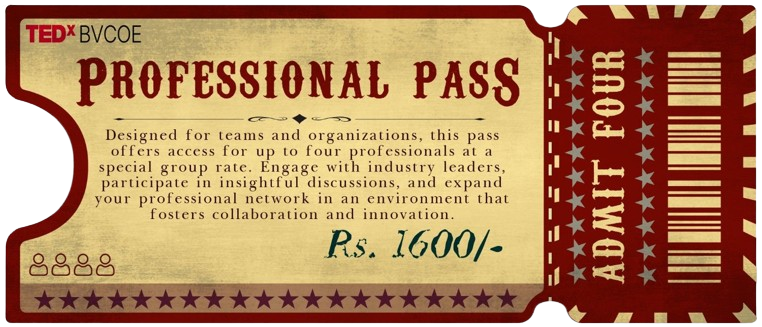 TEDx BVCOE
PROFESSIONAL PASS
Designed for teams and organizations, this pass
offers access for up to four professionals at a
special group rate. Engage with industry leaders,
participate in insightful discussions, and expand
your professional network in an environment that
fosters collaboration and innovation.
Rs. 1600/-
ADMIT FOUR